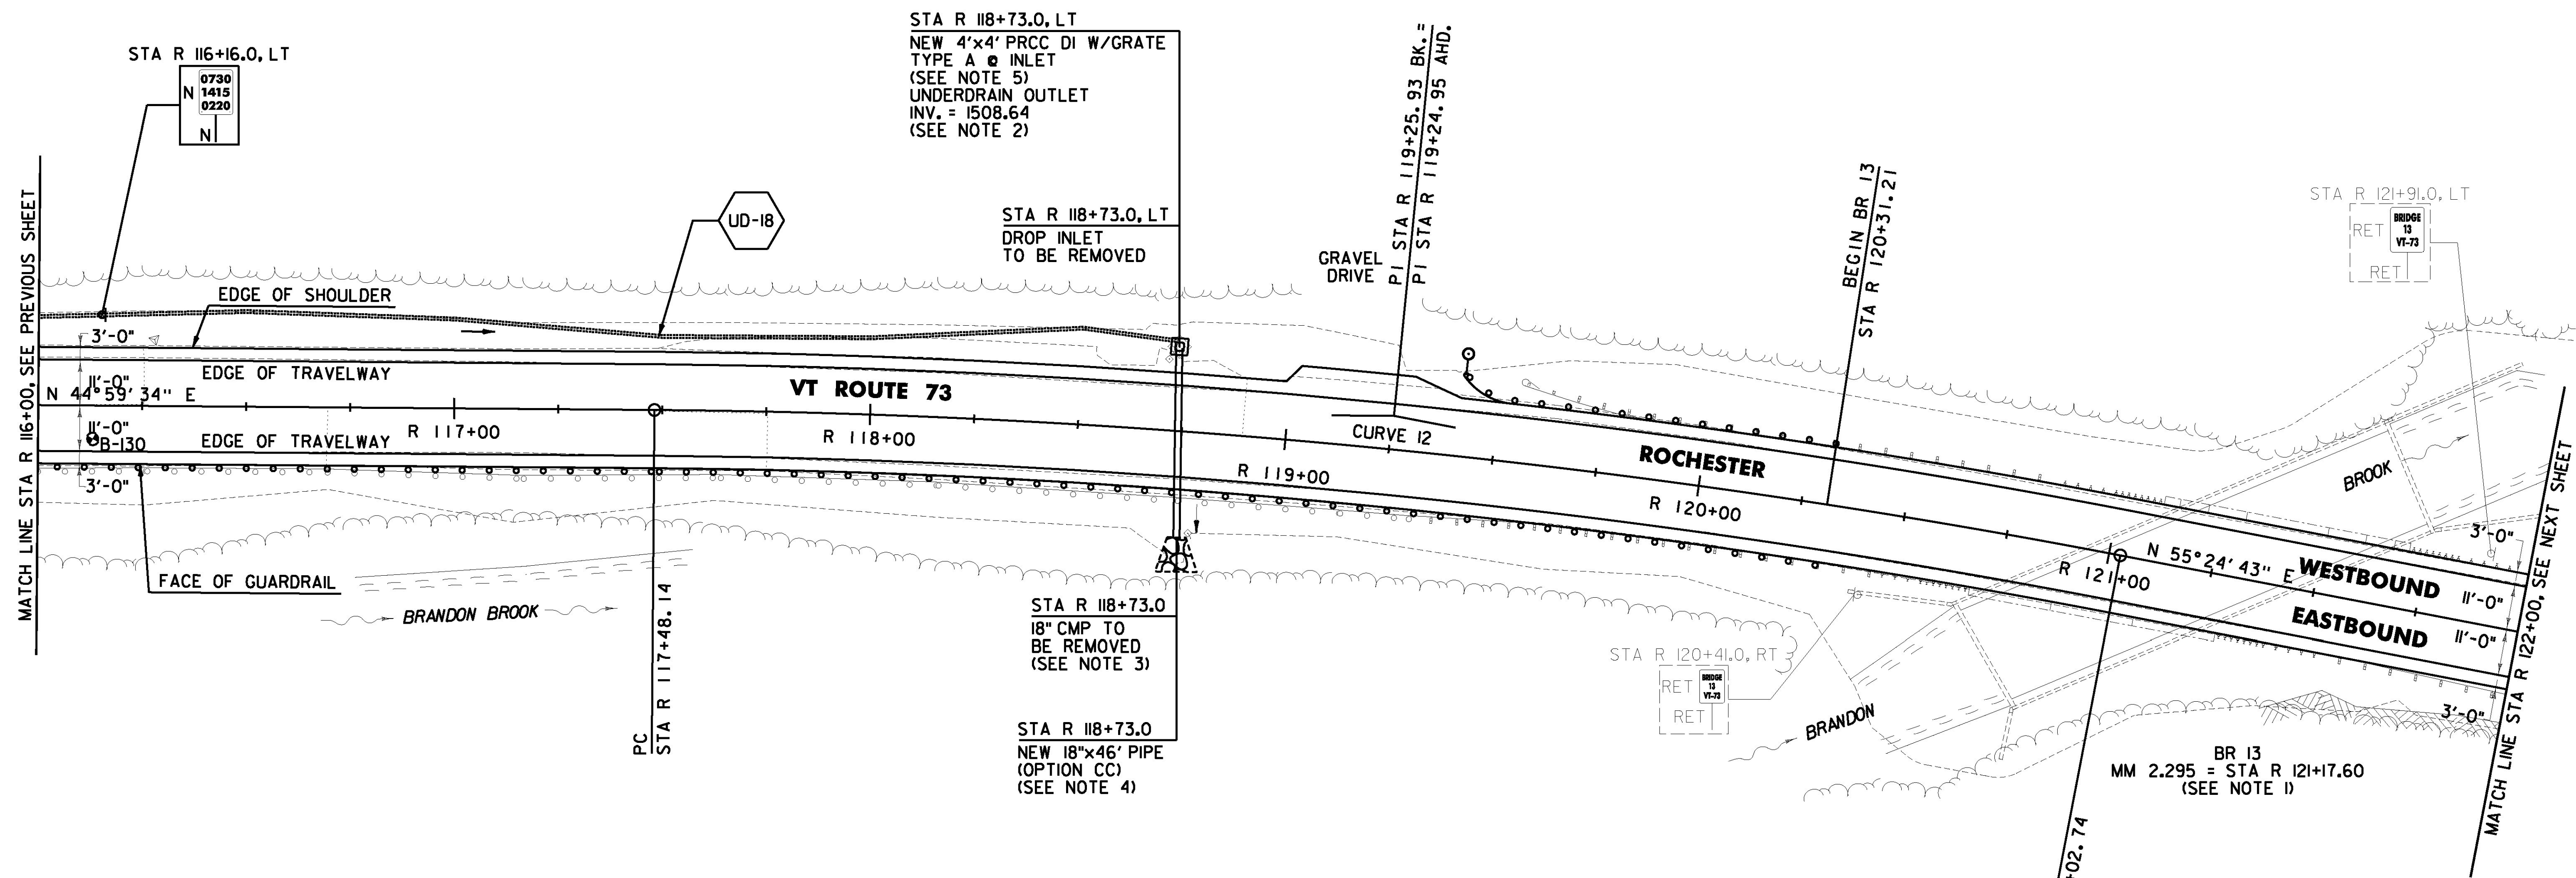 STA R 116+16.0, LT
0730
N 1415
0220
N
STA R 118+73.0, LT
NEW 4'x4' PRCC DI W/GRATE
TYPE A @ INLET
(SEE NOTE 5)
UNDERDRAIN OUTLET
INV. = 1508.64
(SEE NOTE 2)
UD-18
STA R 118+73.0, LT
DROP INLET
TO BE REMOVED
GRAVEL
DRIVE
PI STA R 119+25.93 BK. =
PI STA R 119+24.95 AHD.
BEGIN BR 13
STA R 120+31.21
STA R 121+91.0, LT
RET
BRIDGE
13
VT-73
RET
MATCH LINE STA R 116+00, SEE PREVIOUS SHEET
EDGE OF SHOULDER
3'-0"
11'-0"
EDGE OF TRAVELWAY
N 44°59'34" E
VT ROUTE 73
11'-0"
B-130
EDGE OF TRAVELWAY
R 117+00
R 118+00
R 119+00
CURVE 12
ROCHESTER
R 120+00
BROOK
3'-0"
FACE OF GUARDRAIL
BRANDON BROOK
PC
STA R 117+48.14
STA R 118+73.0
18" CMP TO
BE REMOVED
(SEE NOTE 3)
STA R 118+73.0
NEW 18"x46' PIPE
(OPTION CC)
(SEE NOTE 4)
3'-0"
N 55°24'43" E
R 121+00
WESTBOUND
11'-0"
EASTBOUND
11'-0"
3'-0"
STA R 120+41.0, RT
RET
BRIDGE
13
VT-73
RET
BRANDON
BR 13
MM 2.295 = STA R 121+17.60
(SEE NOTE 1)
+02.74
MATCH LINE STA R 122+00, SEE NEXT SHEET